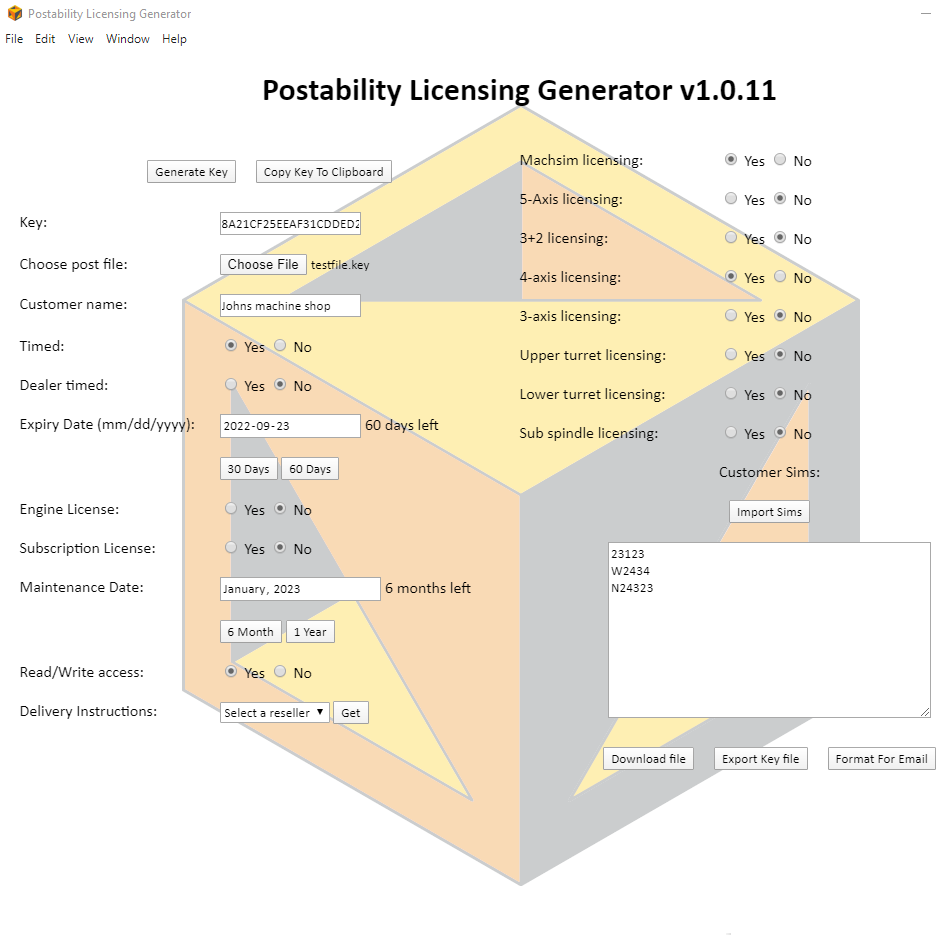 Postability Licensing Generator
File Edit View Window Help
Postability Licensing Generator v1.0.11
Generate Key Copy Key To Clipboard
Key: 8A21CF25EEAF31CDDED2
Choose post file: Choose File testfile.key
Customer name: Johns machine shop
Timed: Yes No
Dealer timed: Yes No
Expiry Date (mm/dd/yyyy): 2022-09-23 60 days left
30 Days 60 Days
Engine License: Yes No
Subscription License: Yes No
Maintenance Date: January, 2023 6 months left
6 Month 1 Year
Read/Write access: Yes No
Delivery Instructions: Select a reseller Get
Machsim licensing: Yes No
5-Axis licensing: Yes No
3+2 licensing: Yes No
4-axis licensing: Yes No
3-axis licensing: Yes No
Upper turret licensing: Yes No
Lower turret licensing: Yes No
Sub spindle licensing: Yes No
Customer Sims:
Import Sims
23123
W2434
N24323
Download file Export Key file Format For Email